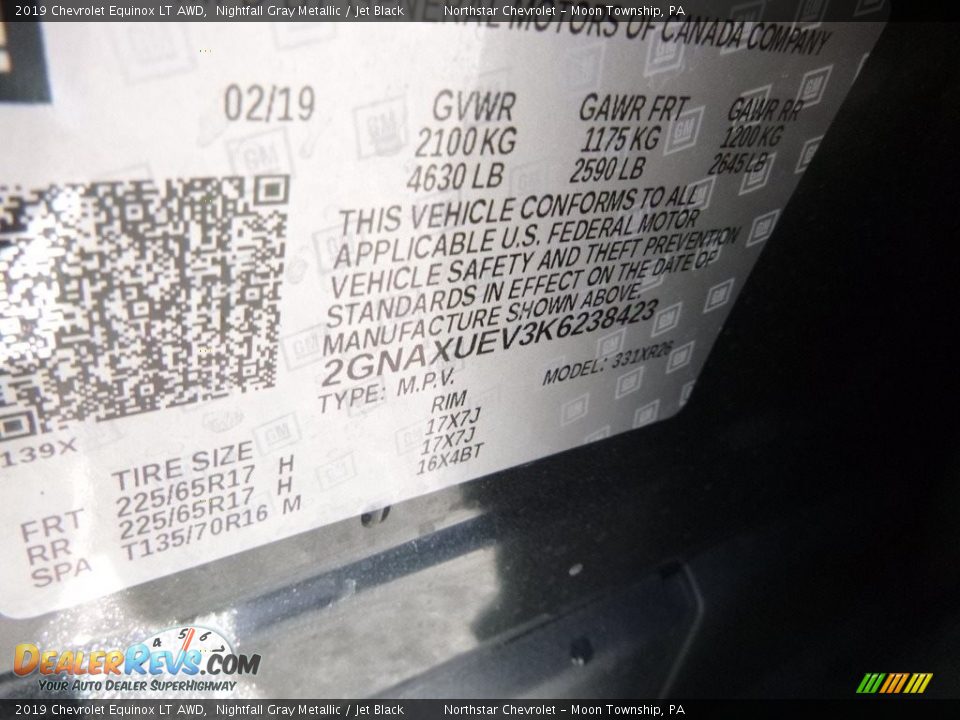 2019 Chevrolet Equinox LT AWD, Nightfall Gray Metallic / Jet Black Northstar Chevrolet - Moon Township, PA
GENERAL MOTORS OF CANADA COMPANY
02/19 GVWR GAWR FRT GAWR RR
2100 KG 1175 KG 1200 KG
4630 LB 2590 LB 2645 LB
THIS VEHICLE CONFORMS TO ALL
APPLICABLE U.S. FEDERAL MOTOR
VEHICLE SAFETY AND THEFT PREVENTION
STANDARDS IN EFFECT ON THE DATE OF
MANUFACTURE SHOWN ABOVE
2GNAXUEV3K6238423
TYPE: M.P.V. MODEL: 331XR26
139X
TIRE SIZE RIM
FRT 225/65R17 H 17X7J
RR 225/65R17 H 17X7J
SPA T135/70R16 M 16X4BT
4 5 6
DealerRevs.com
Your Auto Dealer SuperHighway
2019 Chevrolet Equinox LT AWD, Nightfall Gray Metallic / Jet Black Northstar Chevrolet - Moon Township, PA